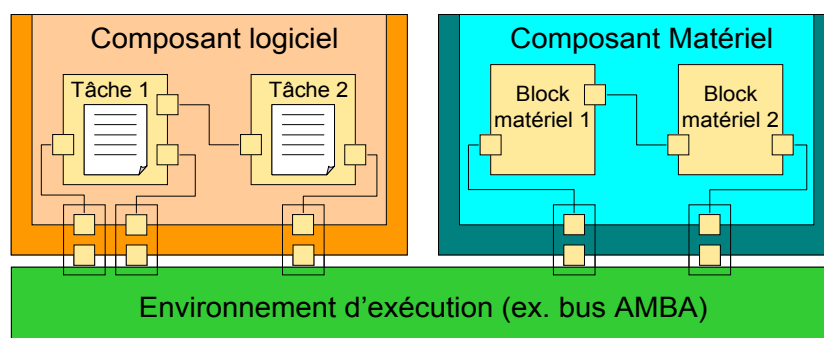 Composant logiciel
Composant Matériel
Tâche 1
Tâche 2
Block
matériel 1
Block
matériel 2
Environnement d’exécution (ex. bus AMBA)